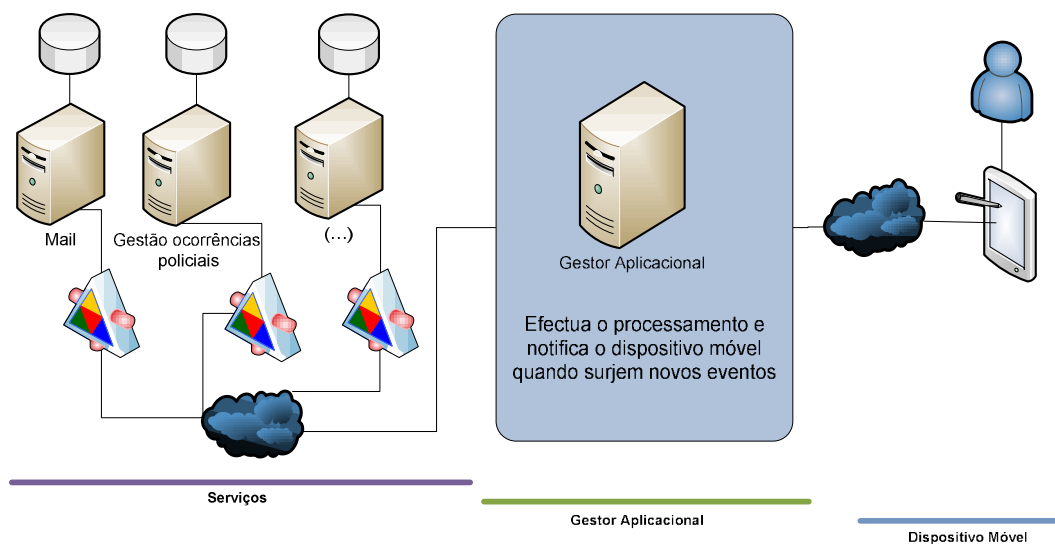 Mail
Gestão ocorrências
policiais
(...)
Gestor Aplicacional
Efectua o processamento e
notifica o dispositivo móvel
quando surjem novos eventos
Serviços
Gestor Aplicacional
Dispositivo Móvel